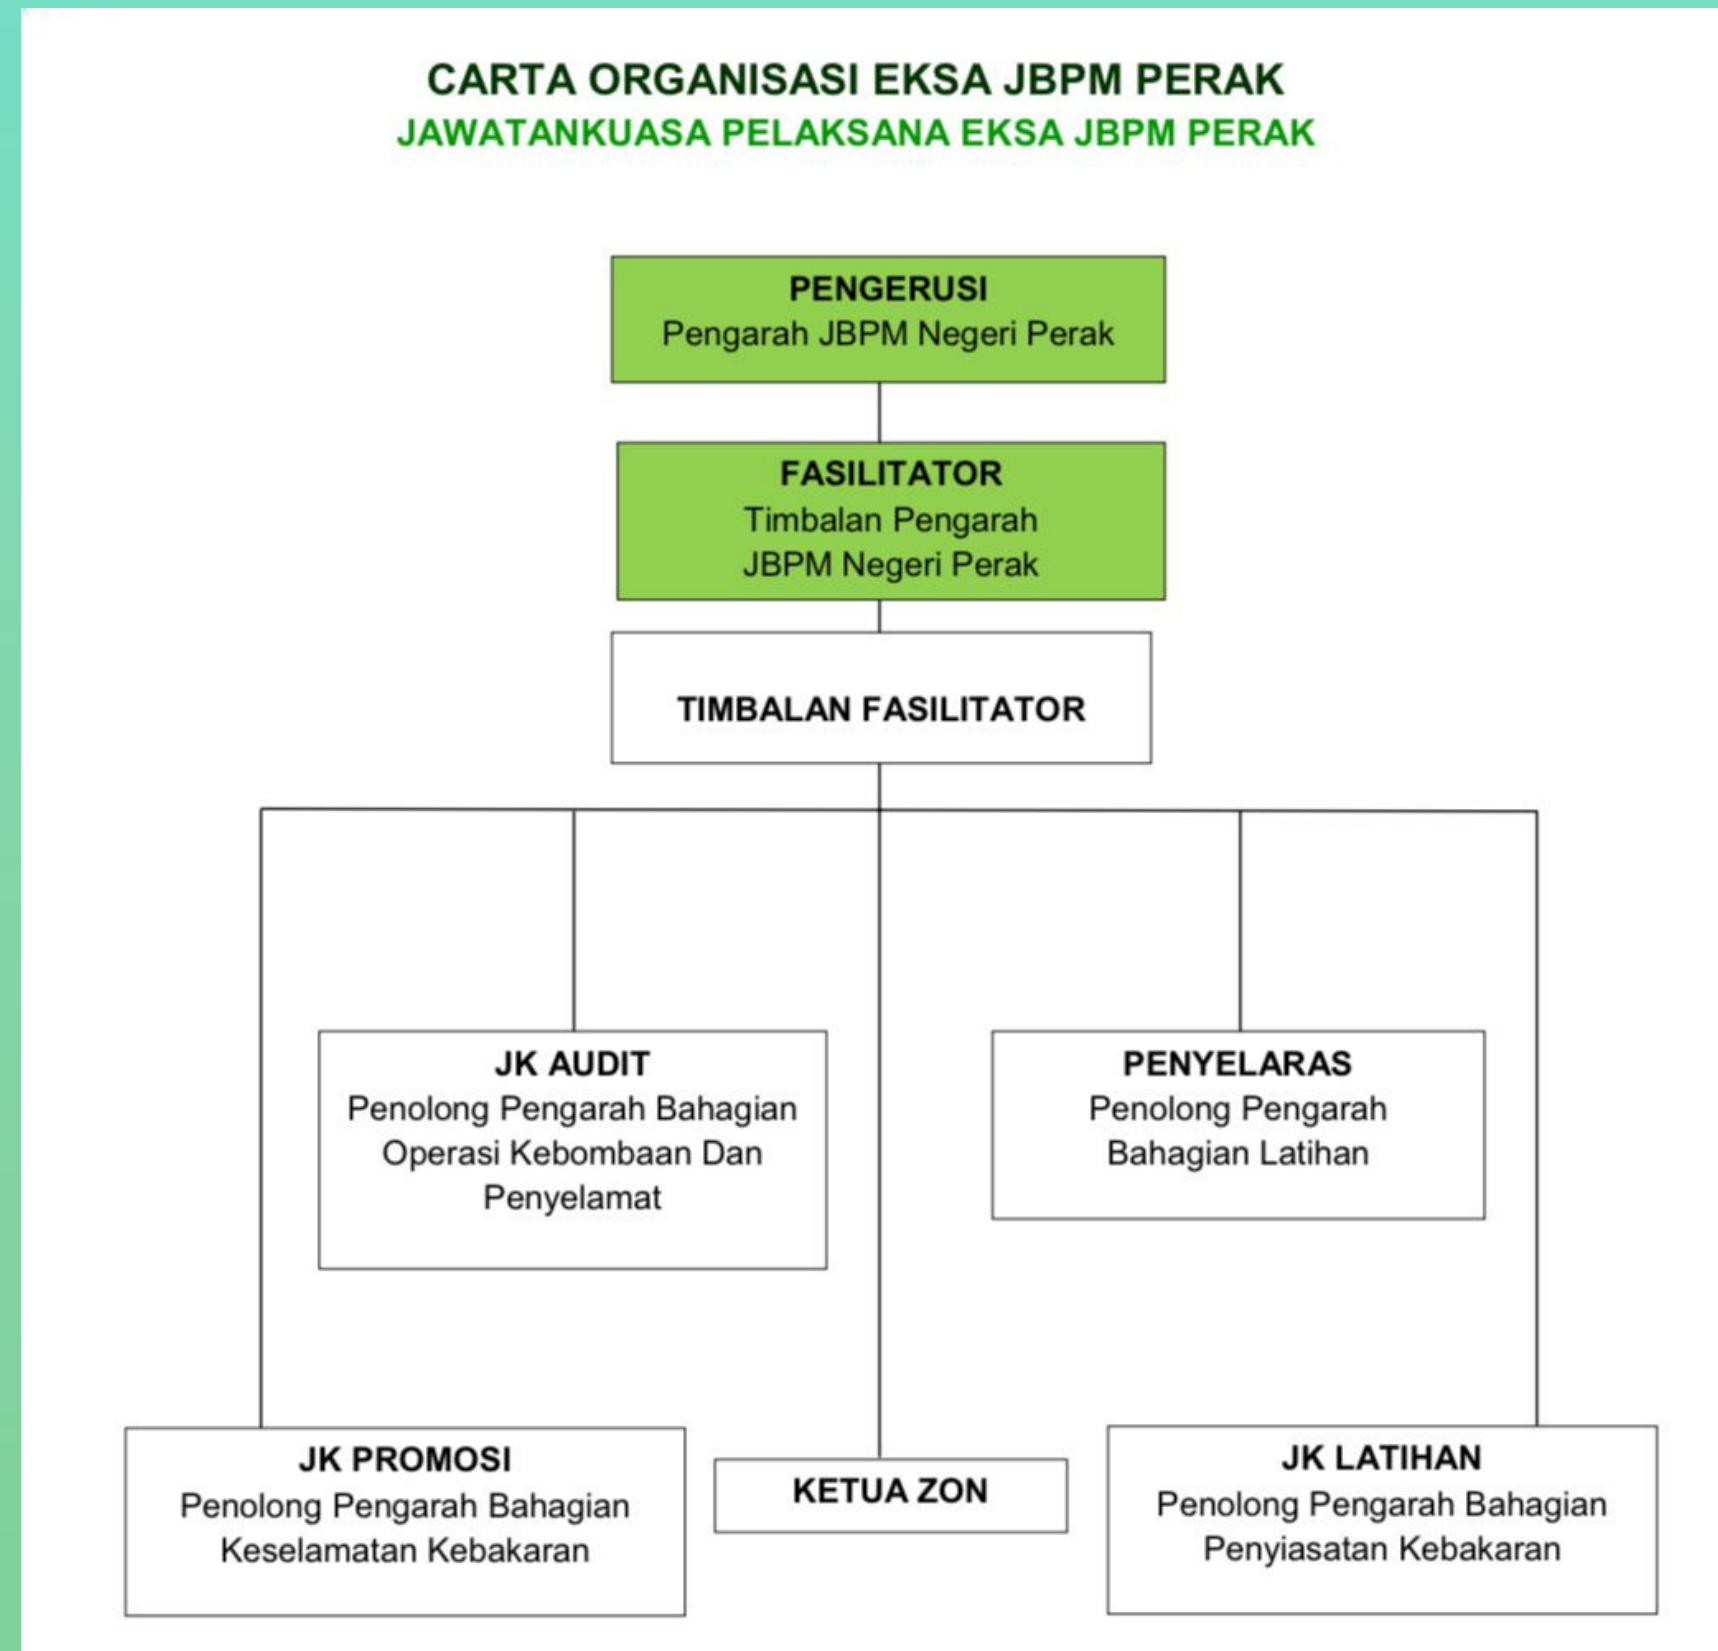 CARTA ORGANISASI EKSA JBPM PERAK
JAWATANKUASA PELAKSANA EKSA JBPM PERAK
PENGERUSI
Pengarah JBPM Negeri Perak
FASILITATOR
Timbalan Pengarah
JBPM Negeri Perak
TIMBALAN FASILITATOR
JK AUDIT
Penolong Pengarah Bahagian
Operasi Kebombaan Dan
Penyelamat
PENYELARAS
Penolong Pengarah
Bahagian Latihan
JK PROMOSI
Penolong Pengarah Bahagian
Keselamatan Kebakaran
KETUA ZON
JK LATIHAN
Penolong Pengarah Bahagian
Penyiasatan Kebakaran